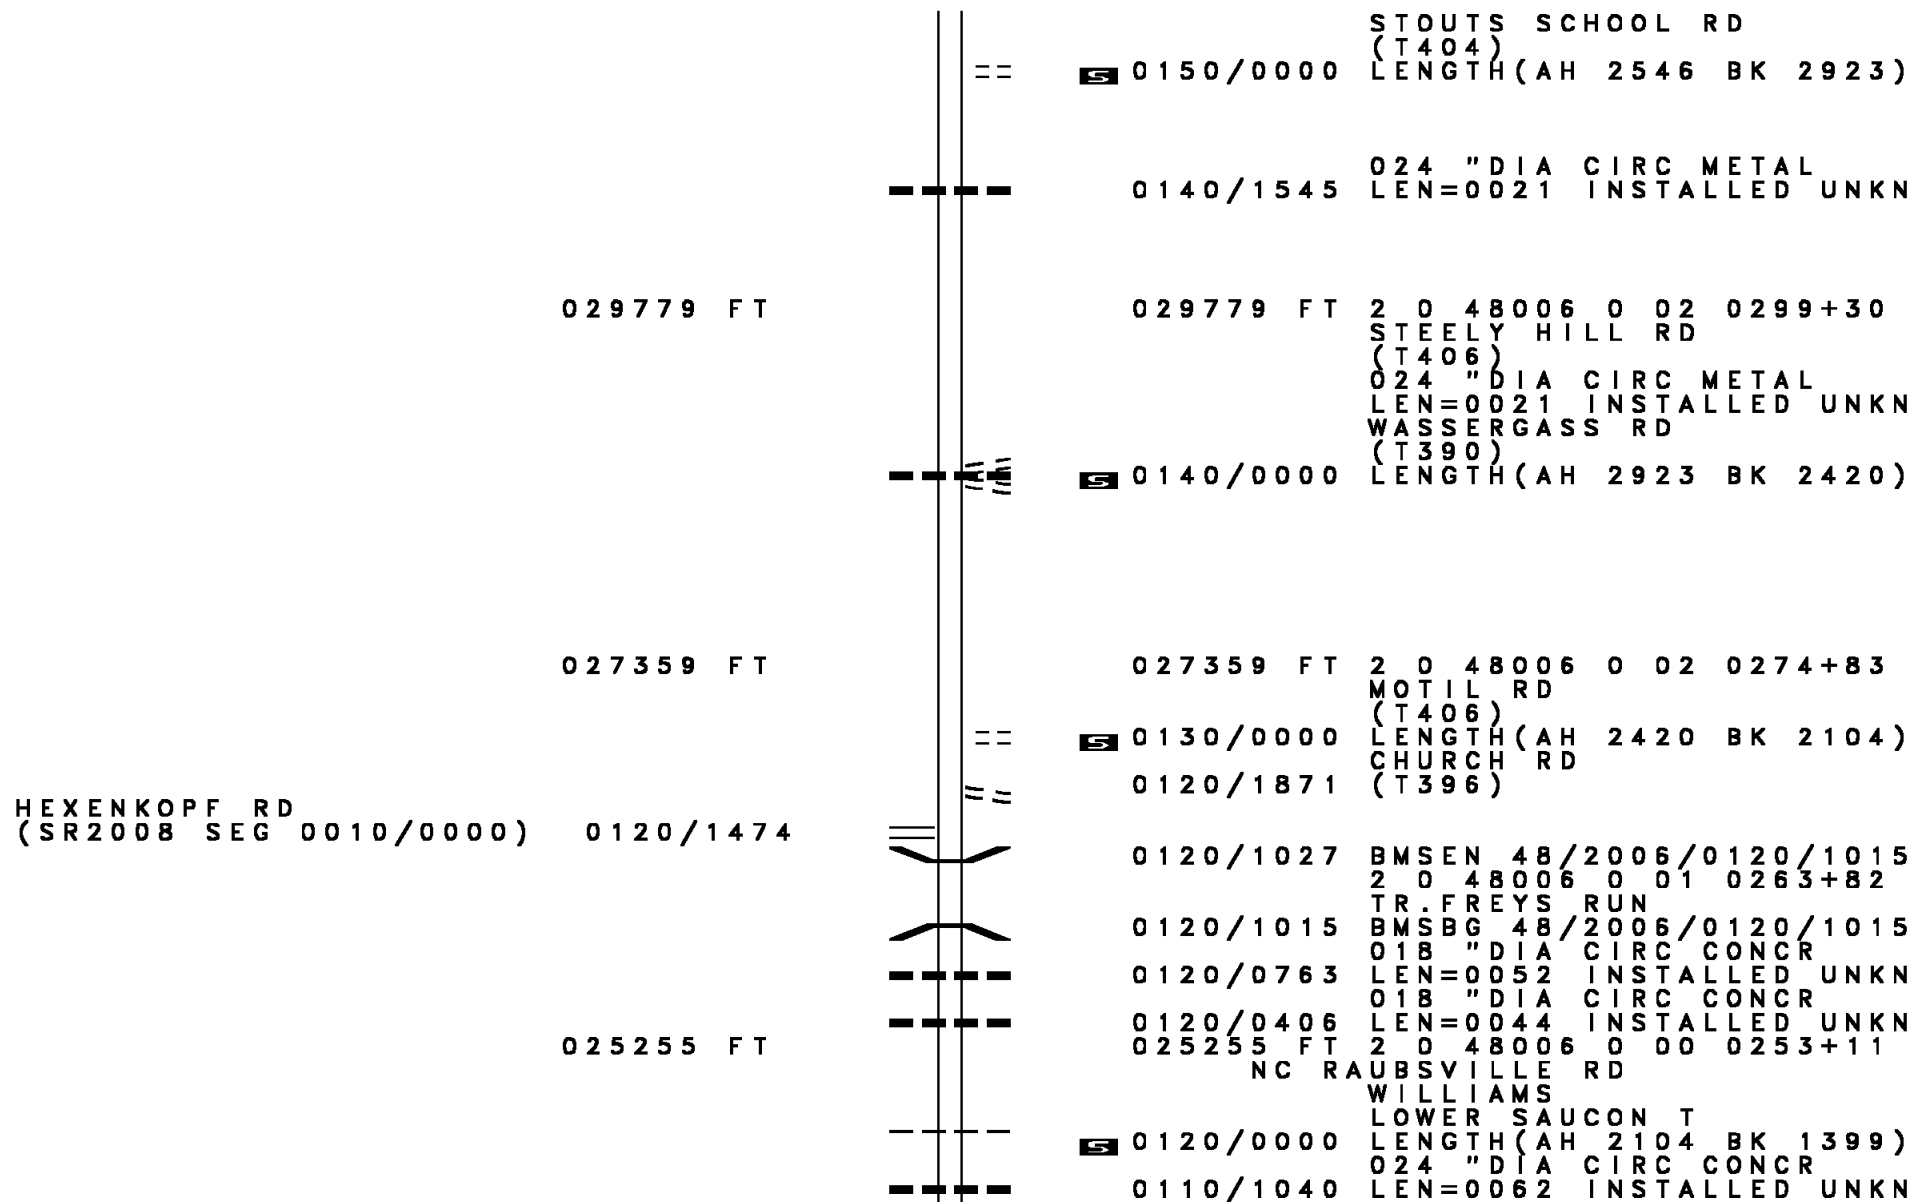 STOUTS SCHOOL RD
(T404)
S 0150/0000 LENGTH(AH 2546 BK 2923)
024 "DIA CIRC METAL
0140/1545 LEN=0021 INSTALLED UNKN
029779 FT 029779 FT 2 0 48006 0 02 0299+30
STEELY HILL RD
(T406)
024 "DIA CIRC METAL
LEN=0021 INSTALLED UNKN
WASSERGASS RD
(T390)
S 0140/0000 LENGTH(AH 2923 BK 2420)
027359 FT 027359 FT 2 0 48006 0 02 0274+83
MOTIL RD
(T406)
S 0130/0000 LENGTH(AH 2420 BK 2104)
CHURCH RD
0120/1871 (T396)
HEXENKOPF RD
(SR2008 SEG 0010/0000) 0120/1474
0120/1027 BMSEN 48/2006/0120/1015
2 0 48006 0 01 0263+82
TR.FREYS RUN
0120/1015 BMSBG 48/2006/0120/1015
018 "DIA CIRC CONCR
0120/0763 LEN=0052 INSTALLED UNKN
018 "DIA CIRC CONCR
0120/0406 LEN=0044 INSTALLED UNKN
025255 FT 025255 FT 2 0 48006 0 00 0253+11
NC RAUBSVILLE RD
WILLIAMS
LOWER SAUCON T
S 0120/0000 LENGTH(AH 2104 BK 1399)
024 "DIA CIRC CONCR
0110/1040 LEN=0062 INSTALLED UNKN